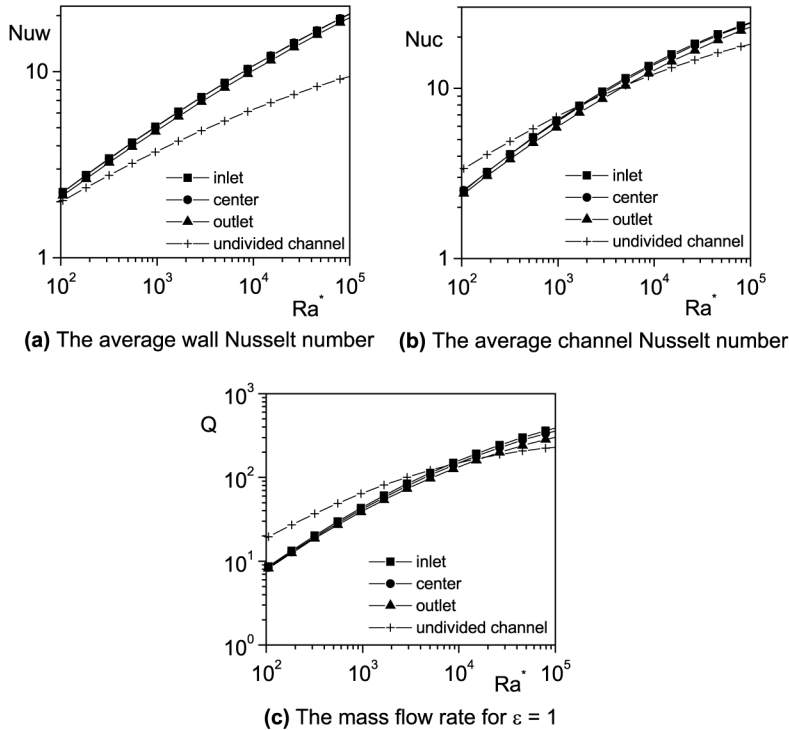 Nuw
10
1
inlet
center
outlet
undivided channel
10² 10³ 10⁴ 10⁵
Ra*
(a) The average wall Nusselt number
Nuc
10
1
inlet
center
outlet
undivided channel
10² 10³ 10⁴ 10⁵
Ra*
(b) The average channel Nusselt number
Q
10³
10²
10¹
10⁰
inlet
center
outlet
undivided channel
10² 10³ 10⁴ 10⁵
Ra*
(c) The mass flow rate for ε = 1